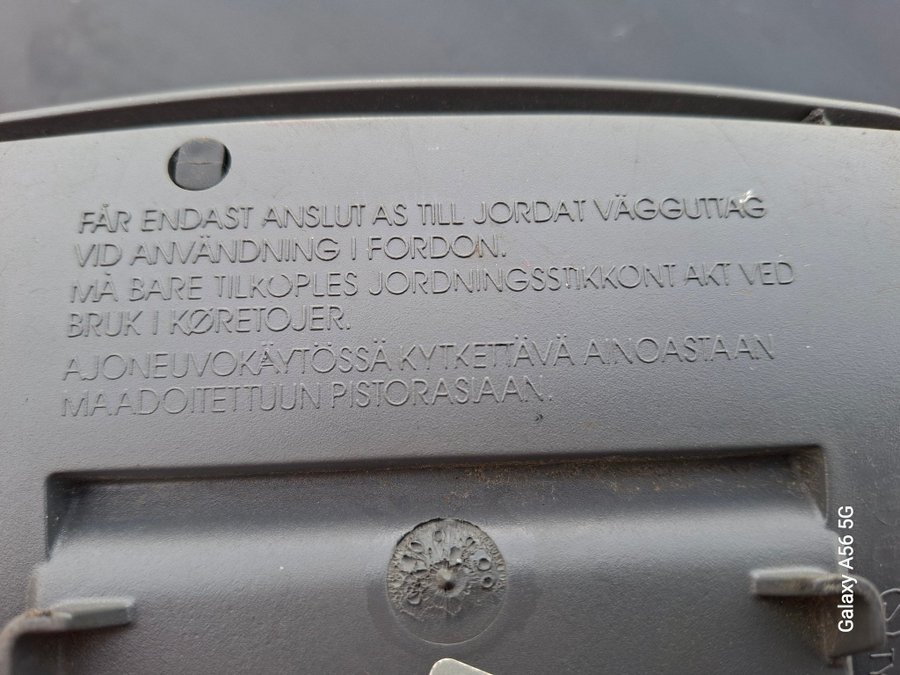 FÅR ENDAST ANSLUTAS TILL JORDAT VÄGGUTTAG
VID ANVÄNDNING I FORDON.
MÅ BARE TILKOPLES JORDNINGSSTIKKONTAKT VED
BRUK I KØRETOJER.
AJONEUVOKÄYTÖSSÄ KYTKETTÄVÄ AINOASTAAN
MAADOITETTUUN PISTORASIAAN.
Galaxy A56 5G